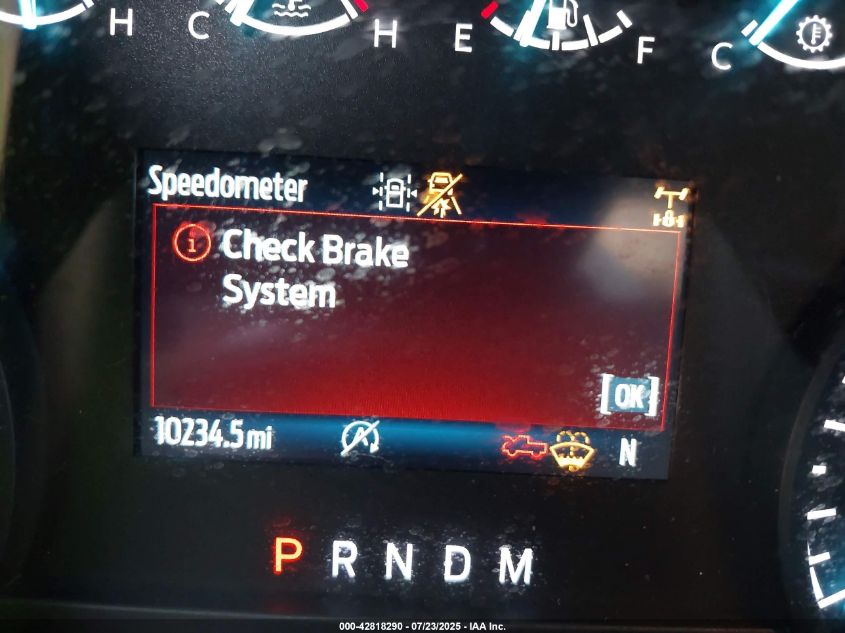 H C H E F C
Speedometer
Check Brake
System
OK
10234.5 mi N
P R N D M
000-42818290 - 07/23/2025 - IAA Inc.